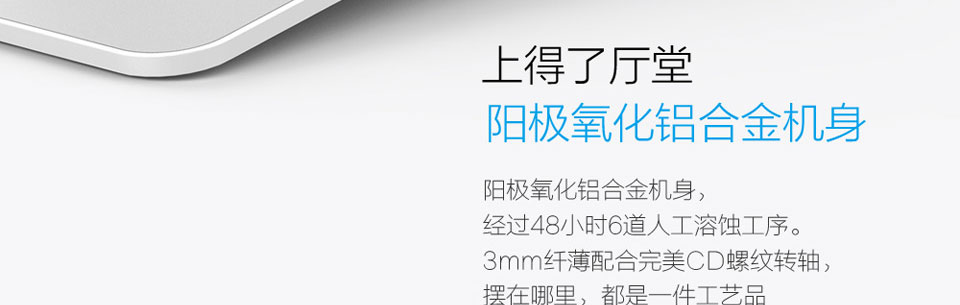 上得了厅堂
阳极氧化铝合金机身
阳极氧化铝合金机身，
经过48小时6道人工溶蚀工序。
3mm纤薄配合完美CD螺纹转轴，
摆在哪里，都是一件工艺品